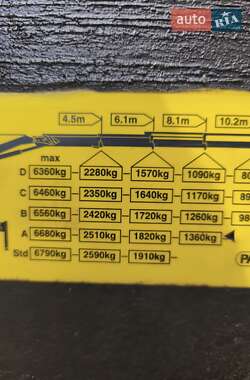 auto RIA
4.5m 6.1m 8.1m 10.2m
max
D 6360kg 2280kg 1570kg 1090kg
C 6460kg 2350kg 1640kg 1170kg
B 6560kg 2420kg 1720kg 1260kg
A 6680kg 2510kg 1820kg 1360kg
Std 6790kg 2590kg 1910kg